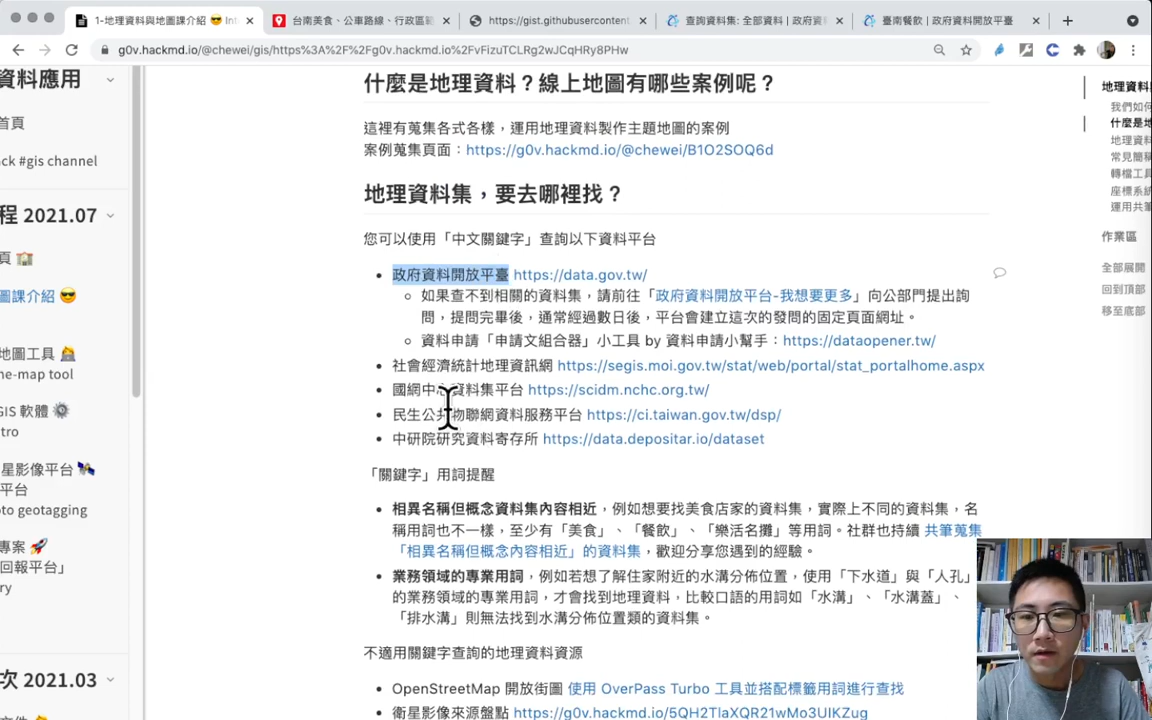 1-地理資料與地圖課介紹 😎 Int
台南美食、公車路線、行政區範
https://gist.githubusercontent
查詢資料集: 全部資料 | 政府資料
臺南餐飲 | 政府資料開放平臺
g0v.hackmd.io/@chewei/gis/https%3A%2F%2Fg0v.hackmd.io%2FvFizuTCLRg2wJCqHRy8PHw
資料應用
首頁
ck #gis channel
程 2021.07
頁 🏫
圖課介紹 😎
地圖工具
ne-map tool
GIS 軟體 ⚙️
tro
星影像平台 🛰️
平台
oto geotagging
專案 🚀
回報平台」
ry
次 2021.03
什麼是地理資料？線上地圖有哪些案例呢？
這裡有蒐集各式各樣，運用地理資料製作主題地圖的案例
案例蒐集頁面：https://g0v.hackmd.io/@chewei/B1O2SOQ6d
地理資料集，要去哪裡找？
您可以使用「中文關鍵字」查詢以下資料平台
政府資料開放平臺 https://data.gov.tw/
如果查不到相關的資料集，請前往「政府資料開放平台-我想要更多」向公部門提出詢
問，提問完畢後，通常經過數日後，平台會建立這次的發問的固定頁面網址。
資料申請「申請文組合器」小工具 by 資料申請小幫手：https://dataopener.tw/
社會經濟統計地理資訊網 https://segis.moi.gov.tw/stat/web/portal/stat_portalhome.aspx
國網中心資料集平台 https://scidm.nchc.org.tw/
民生公共物聯網資料服務平台 https://ci.taiwan.gov.tw/dsp/
中研院研究資料寄存所 https://data.depositar.io/dataset
「關鍵字」用詞提醒
相異名稱但概念資料集內容相近，例如想要找美食店家的資料集，實際上不同的資料集，名
稱用詞也不一樣，至少有「美食」、「餐飲」、「樂活名攤」等用詞。社群也持續 共筆蒐集
「相異名稱但概念內容相近」的資料集，歡迎分享您遇到的經驗。
業務領域的專業用詞，例如若想了解住家附近的水溝分佈位置，使用「下水道」與「人孔」
的業務領域的專業用詞，才會找到地理資料，比較口語的用詞如「水溝」、「水溝蓋」、
「排水溝」則無法找到水溝分佈位置類的資料集。
不適用關鍵字查詢的地理資料資源
OpenStreetMap 開放街圖 使用 OverPass Turbo 工具並搭配標籤用詞進行查找
衛星影像來源盤點 https://g0v.hackmd.io/5QH2TlaXQR21wMo3UIKZug
地理資料
我們如何
什麼是地
地理資料
常見簡稱
轉檔工具
座標系統
運用共筆
作業區
全部展開
回到頂部
移至底部